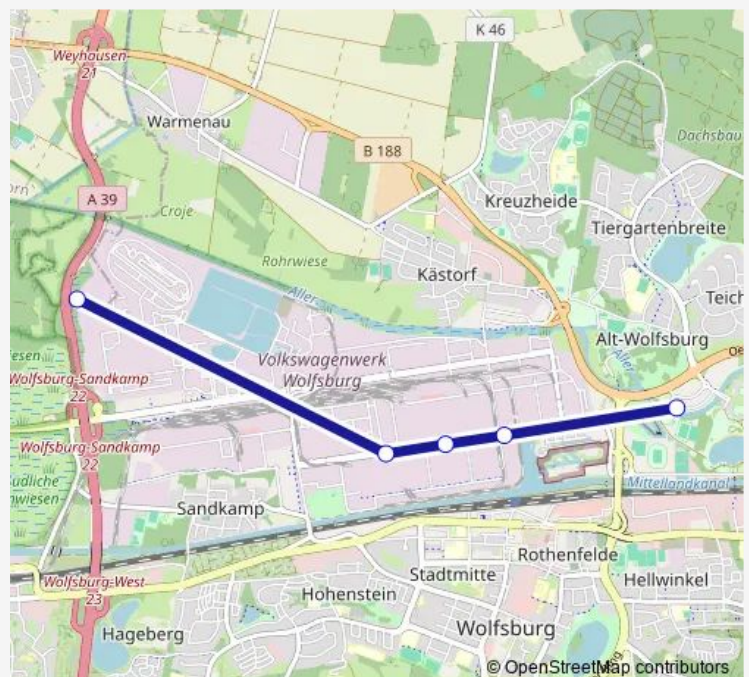 K 46
Weyhausen
21
Warmenau
Dachsbau
B 188
Kreuzheide
A 39
Croje
Tiergartenbreite
Rohrwiese
Kästorf
Aller
Teich
Alt-Wolfsburg
Aller
Volkswagenwerk
Wolfsburg
Wolfsburg-Sandkamp
22
Wolfsburg-Sandkamp
22
Mittellandkanal
Sandkamp
Rothenfelde
Stadtmitte
Hellwinkel
Wolfsburg-West
23
Hohenstein
Wolfsburg
Hageberg
© OpenStreetMap contributors